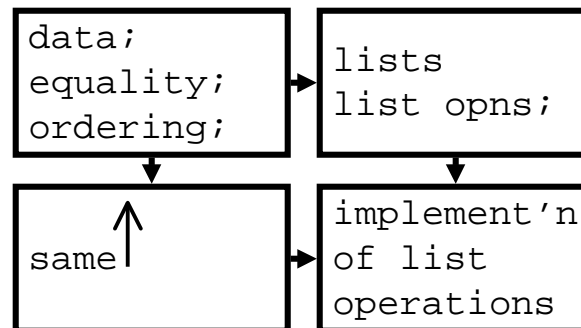 data;
equality;
ordering;
lists
list opns;
same
implement’n
of list
operations